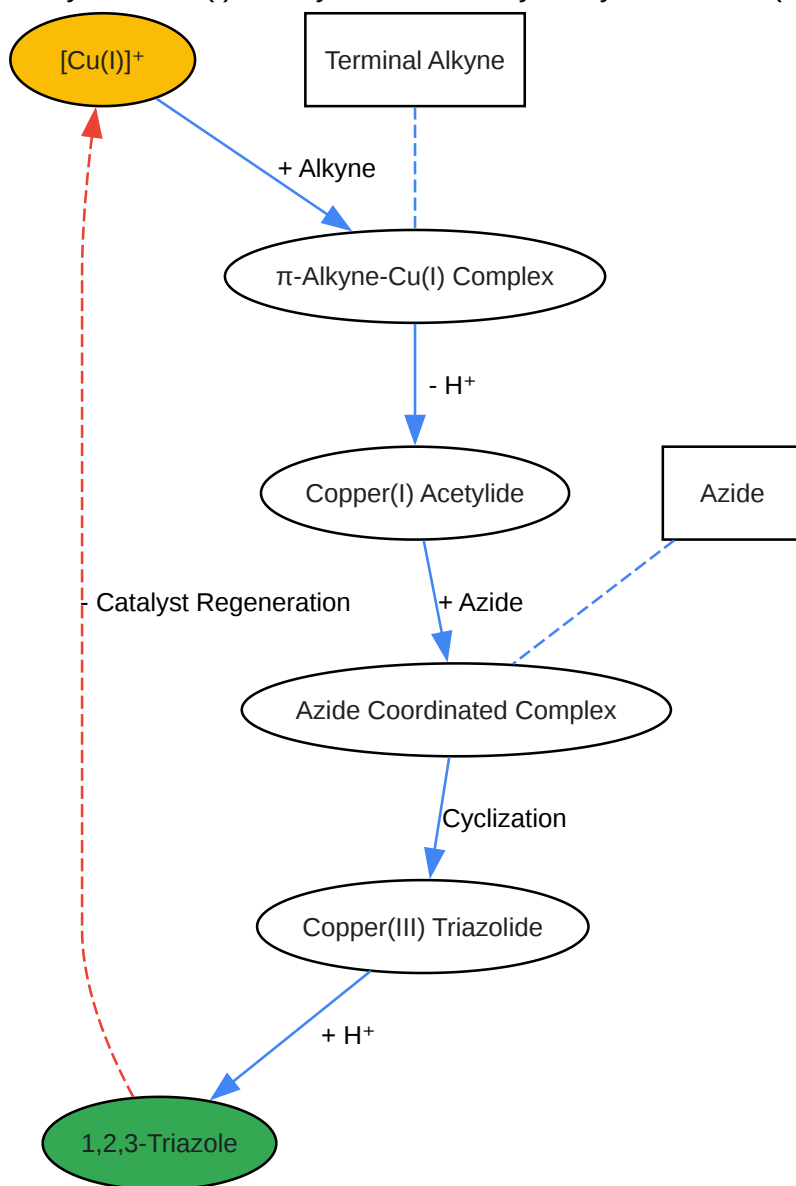 [Cu(I)]⁺
Terminal Alkyne
+ Alkyne
π-Alkyne-Cu(I) Complex
- H⁺
Copper(I) Acetylide
Azide
- Catalyst Regeneration
+ Azide
Azide Coordinated Complex
Cyclization
Copper(III) Triazolide
+ H⁺
1,2,3-Triazole